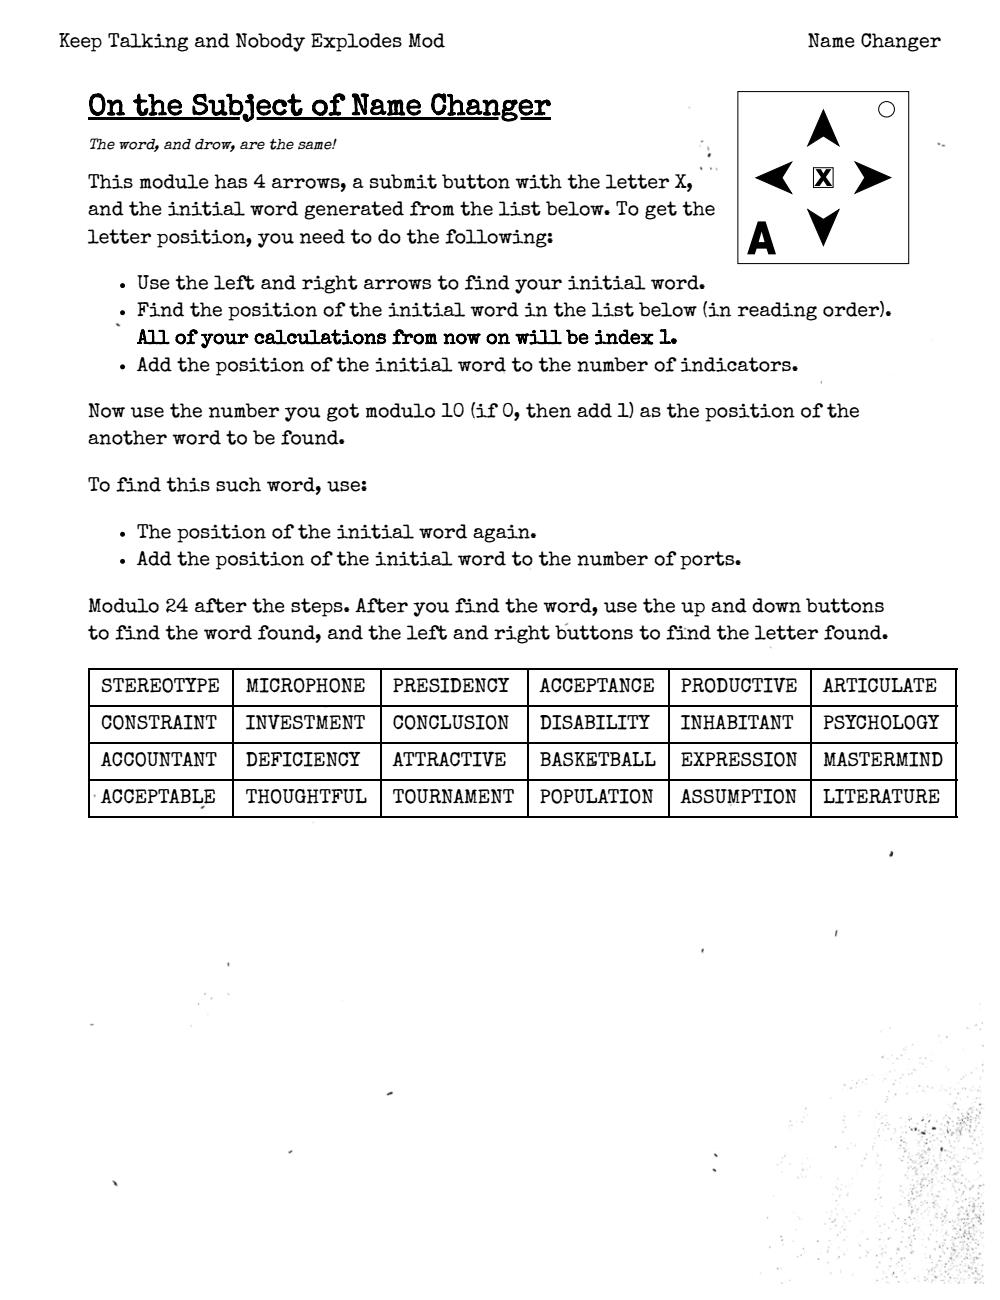 Keep Talking and Nobody Explodes Mod
Name Changer
On the Subject of Name Changer
The word, and drow, are the same!
This module has 4 arrows, a submit button with the letter X,
and the initial word generated from the list below. To get the
letter position, you need to do the following:
X
A
• Use the left and right arrows to find your initial word.
• Find the position of the initial word in the list below (in reading order).
All of your calculations from now on will be index 1.
• Add the position of the initial word to the number of indicators.
Now use the number you got modulo 10 (if 0, then add 1) as the position of the
another word to be found.
To find this such word, use:
• The position of the initial word again.
• Add the position of the initial word to the number of ports.
Modulo 24 after the steps. After you find the word, use the up and down buttons
to find the word found, and the left and right buttons to find the letter found.
STEREOTYPE MICROPHONE PRESIDENCY ACCEPTANCE PRODUCTIVE ARTICULATE
CONSTRAINT INVESTMENT CONCLUSION DISABILITY INHABITANT PSYCHOLOGY
ACCOUNTANT DEFICIENCY ATTRACTIVE BASKETBALL EXPRESSION MASTERMIND
ACCEPTABLE THOUGHTFUL TOURNAMENT POPULATION ASSUMPTION LITERATURE